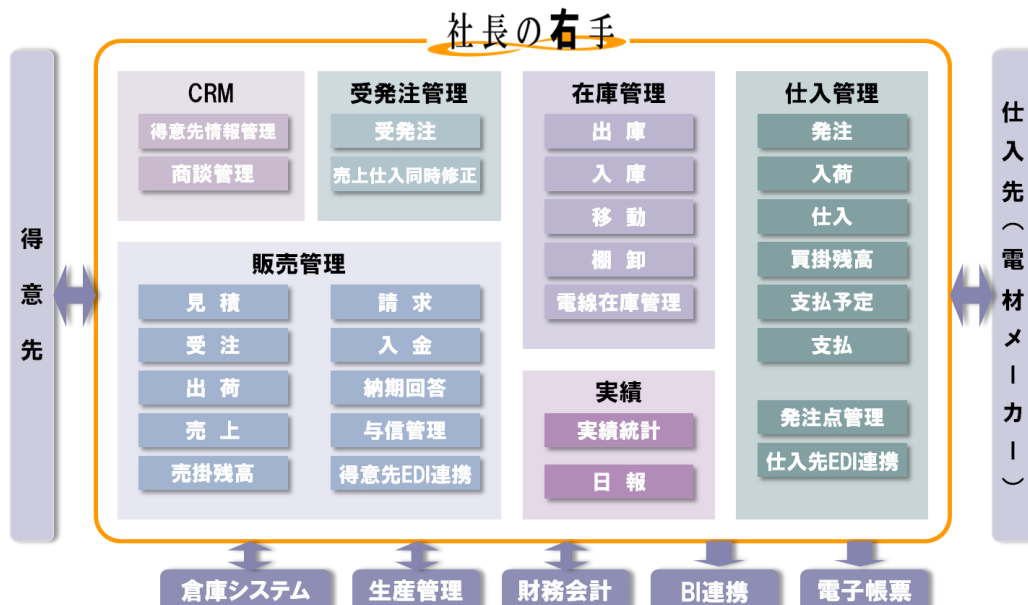 社長の右手
得意先
CRM
得意先情報管理
商談管理
受発注管理
受発注
売上仕入同時修正
販売管理
見積
受注
出荷
売上
売掛残高
請求
入金
納期回答
与信管理
得意先EDI連携
在庫管理
出庫
入庫
移動
棚卸
電線在庫管理
実績
実績統計
日報
仕入管理
発注
入荷
仕入
買掛残高
支払予定
支払
発注点管理
仕入先EDI連携
仕入先(電材メーカー)
倉庫システム
生産管理
財務会計
BI連携
電子帳票